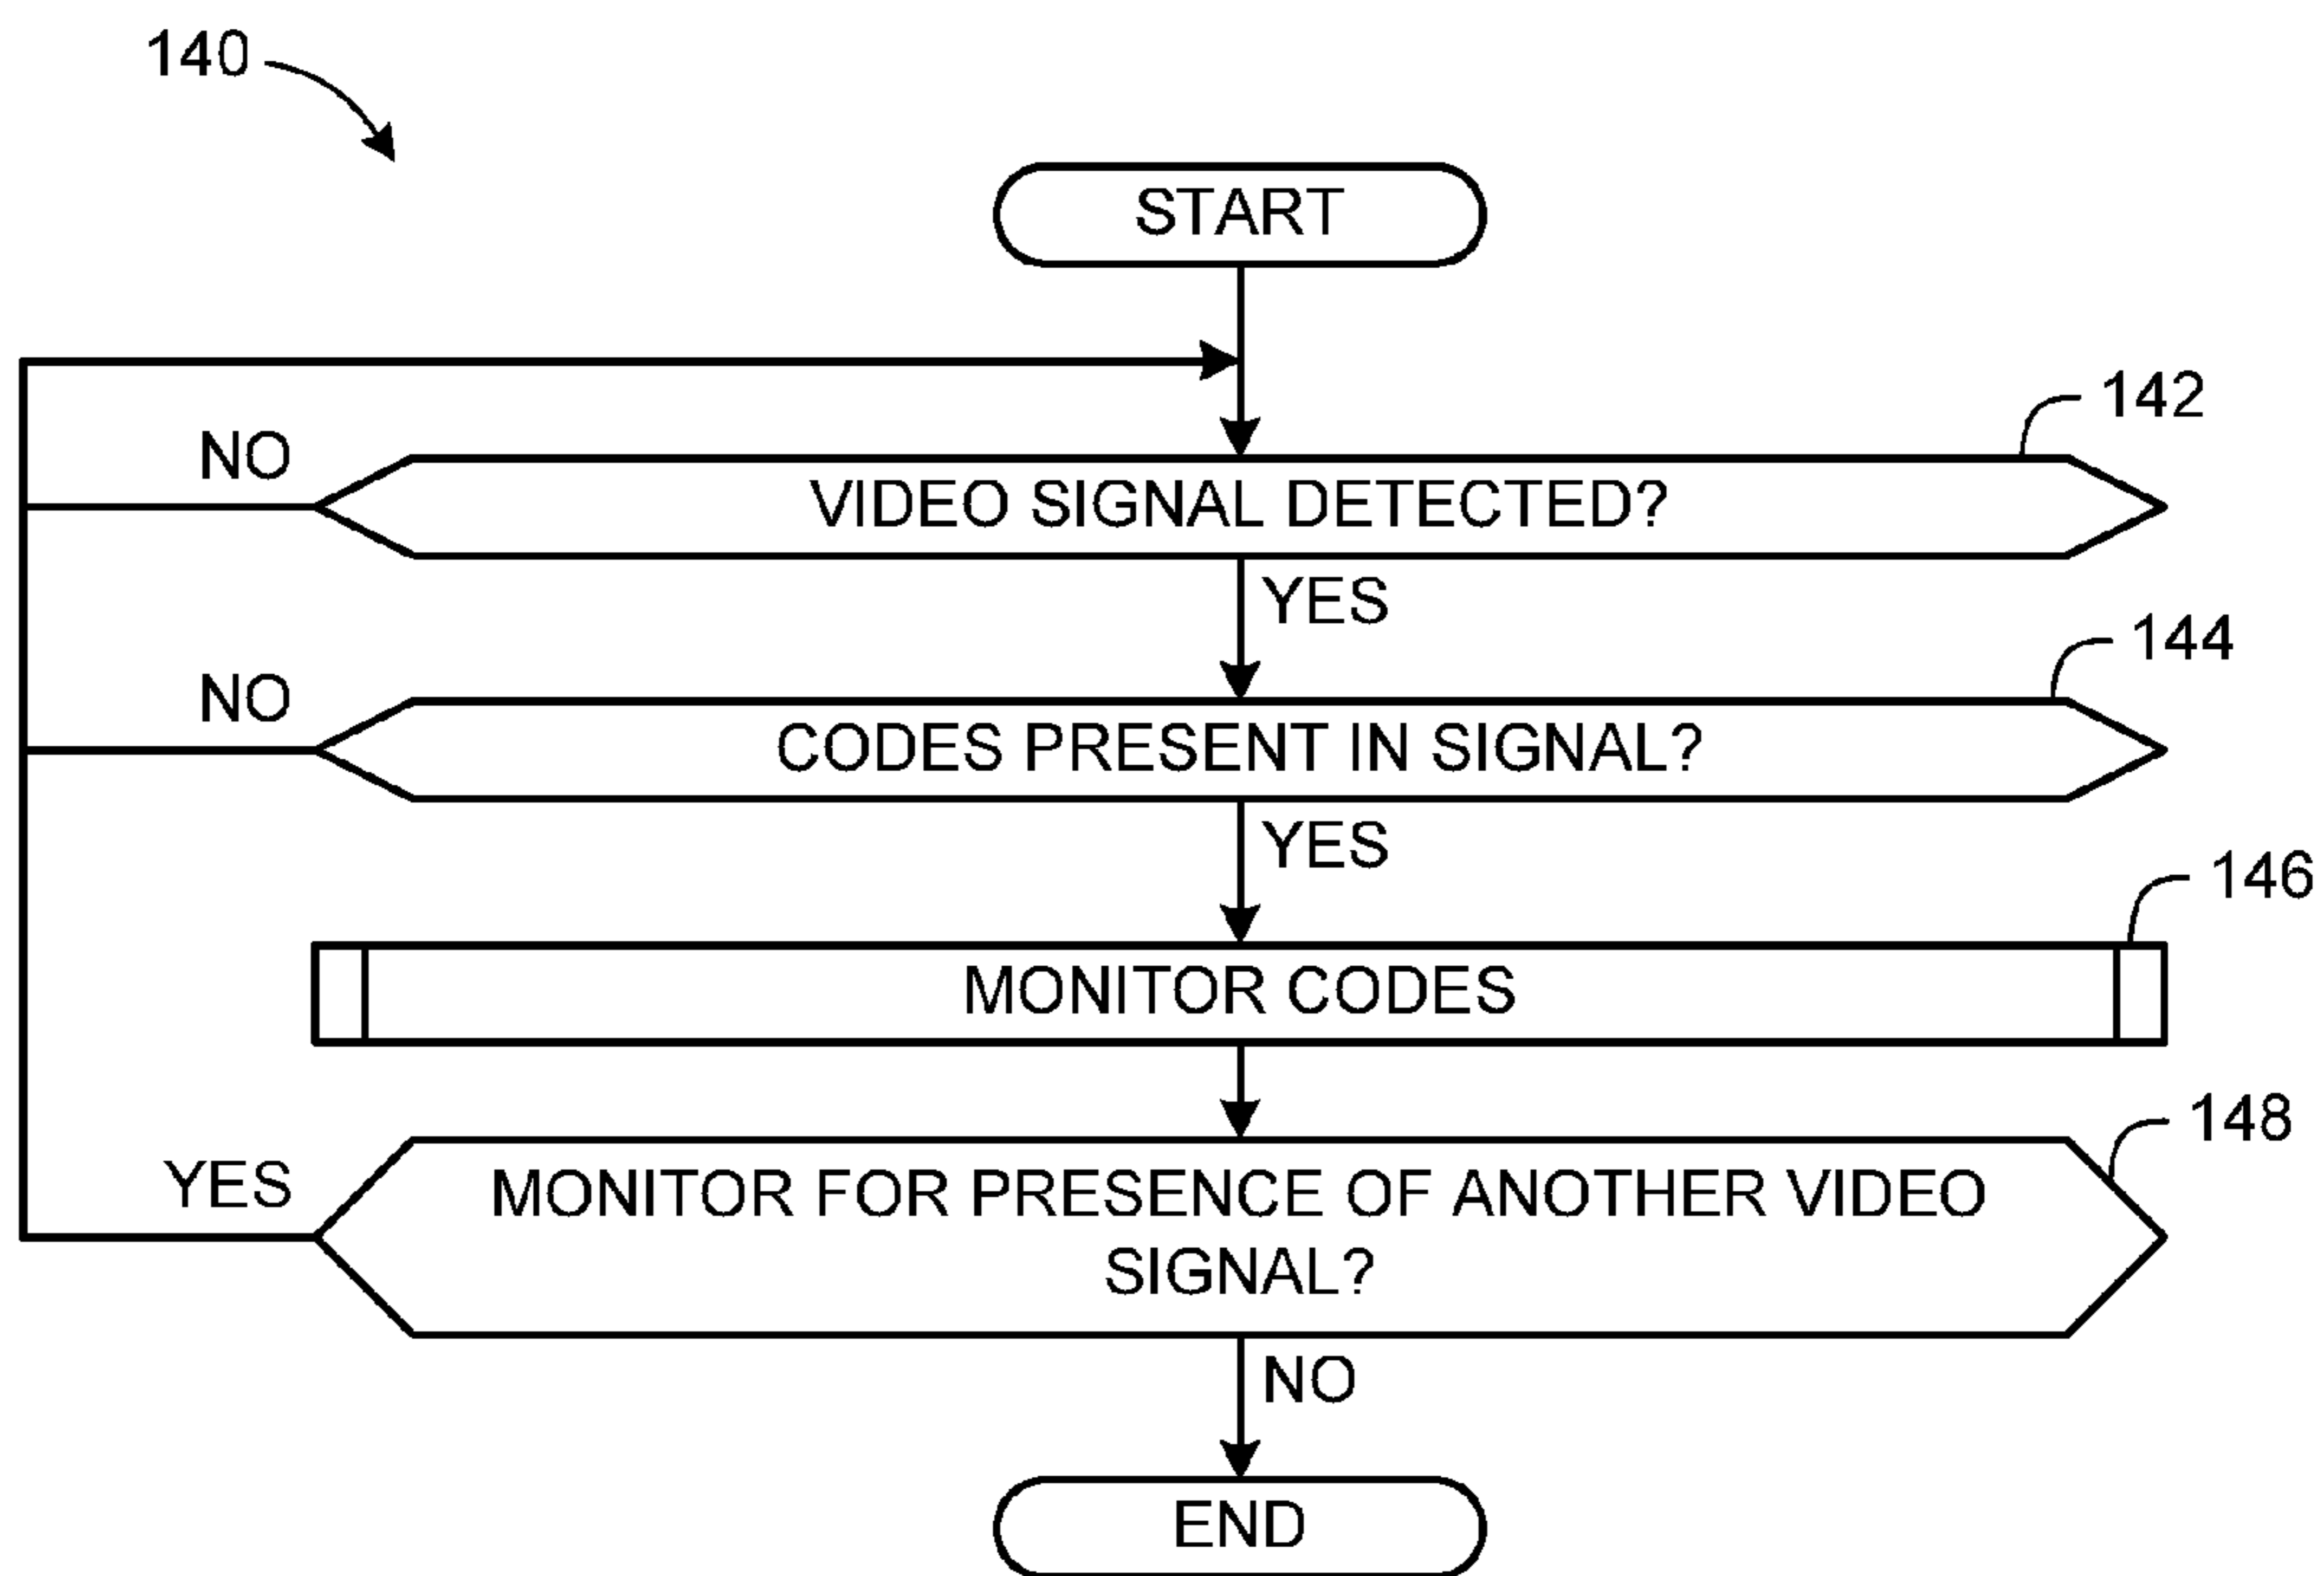 140
START
142
NO
VIDEO SIGNAL DETECTED?
YES
144
NO
CODES PRESENT IN SIGNAL?
YES
146
MONITOR CODES
148
YES
MONITOR FOR PRESENCE OF ANOTHER VIDEO
SIGNAL?
NO
END